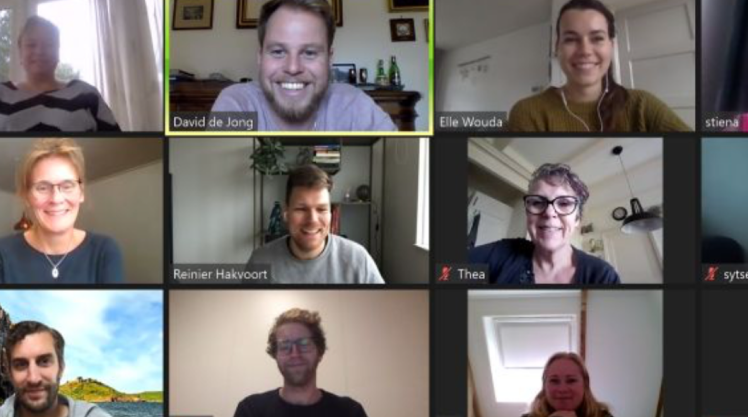 David de Jong
Elle Wouda
stiena
Reinier Hakvoort
Thea
sytse